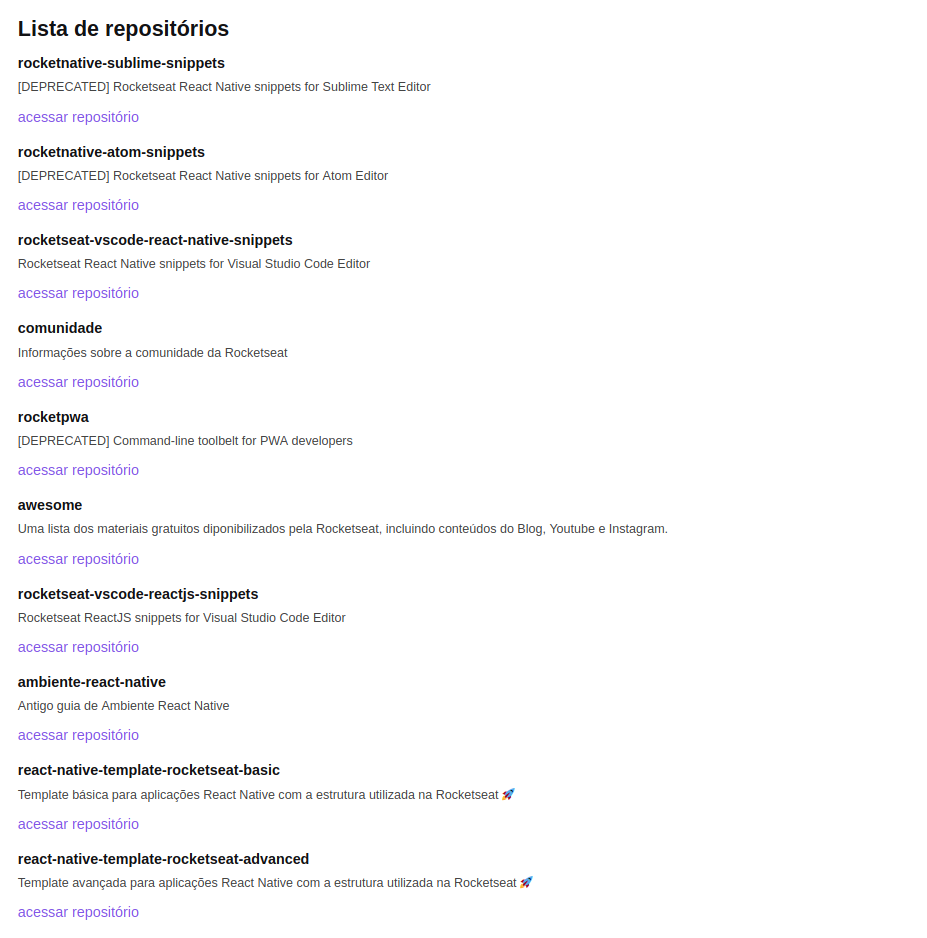 Lista de repositórios
rocketnative-sublime-snippets
[DEPRECATED] Rocketseat React Native snippets for Sublime Text Editor
acessar repositório
rocketnative-atom-snippets
[DEPRECATED] Rocketseat React Native snippets for Atom Editor
acessar repositório
rocketseat-vscode-react-native-snippets
Rocketseat React Native snippets for Visual Studio Code Editor
acessar repositório
comunidade
Informações sobre a comunidade da Rocketseat
acessar repositório
rocketpwa
[DEPRECATED] Command-line toolbelt for PWA developers
acessar repositório
awesome
Uma lista dos materiais gratuitos diponibilizados pela Rocketseat, incluindo conteúdos do Blog, Youtube e Instagram.
acessar repositório
rocketseat-vscode-reactjs-snippets
Rocketseat ReactJS snippets for Visual Studio Code Editor
acessar repositório
ambiente-react-native
Antigo guia de Ambiente React Native
acessar repositório
react-native-template-rocketseat-basic
Template básica para aplicações React Native com a estrutura utilizada na Rocketseat 🚀
acessar repositório
react-native-template-rocketseat-advanced
Template avançada para aplicações React Native com a estrutura utilizada na Rocketseat 🚀
acessar repositório